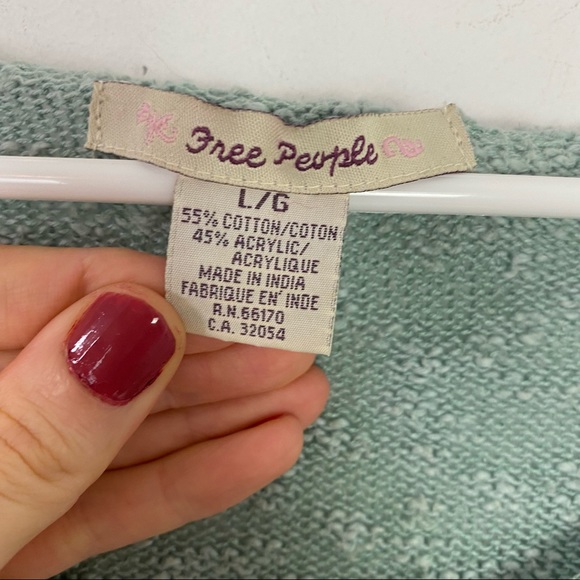 Free People
L/G
55% COTTON/COTON
45% ACRYLIC/
ACRYLIQUE
MADE IN INDIA
FABRIQUE EN' INDE
R.N.66170
C.A. 32054